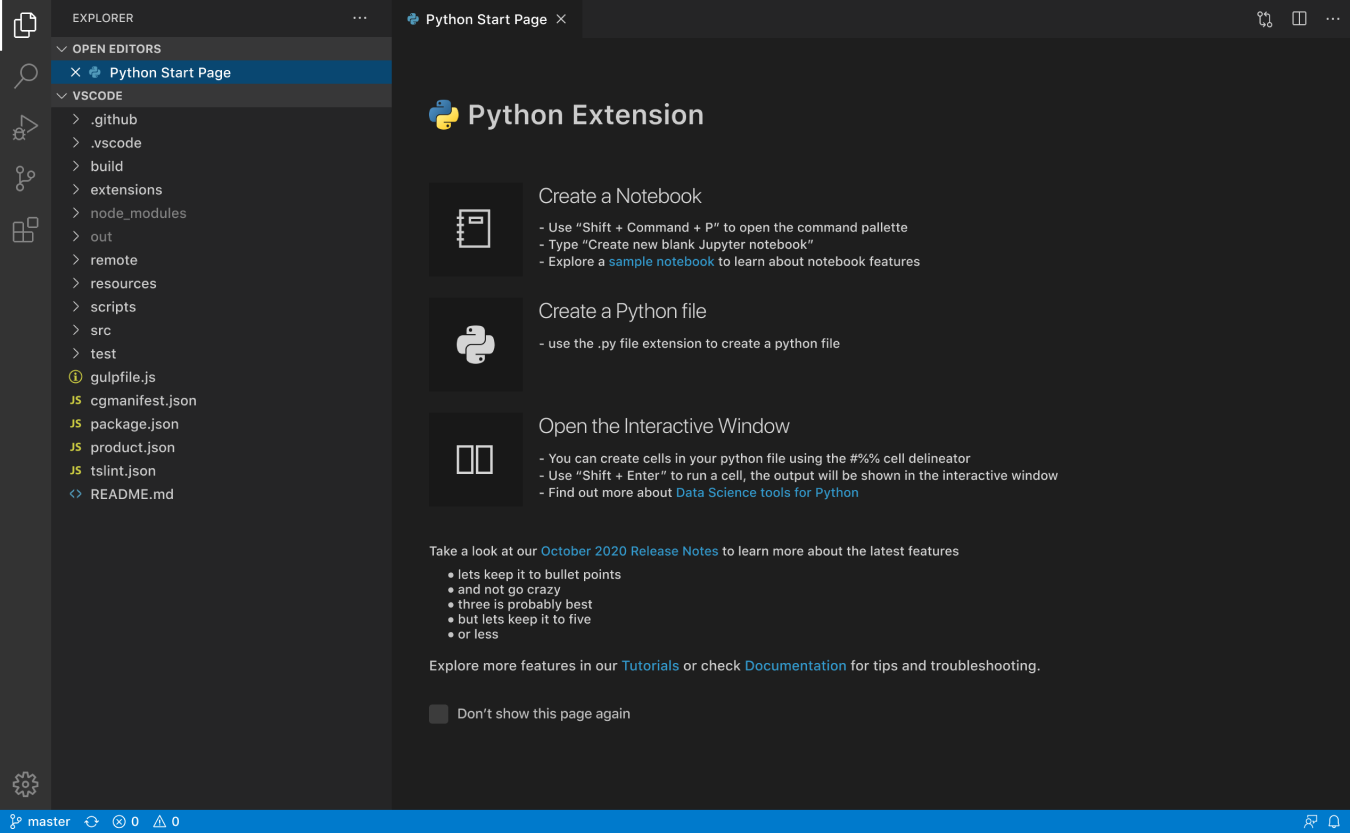 EXPLORER
OPEN EDITORS
Python Start Page
VSCODE
.github
.vscode
build
extensions
node_modules
out
remote
resources
scripts
src
test
gulpfile.js
JS cgmanifest.json
JS package.json
JS product.json
JS tslint.json
README.md
Python Start Page
Python Extension
Create a Notebook
- Use “Shift + Command + P” to open the command pallette
- Type “Create new blank Jupyter notebook”
- Explore a sample notebook to learn about notebook features
Create a Python file
- use the .py file extension to create a python file
Open the Interactive Window
- You can create cells in your python file using the #%% cell delineator
- Use “Shift + Enter” to run a cell, the output will be shown in the interactive window
- Find out more about Data Science tools for Python
Take a look at our October 2020 Release Notes to learn more about the latest features
• lets keep it to bullet points
• and not go crazy
• three is probably best
• but lets keep it to five
• or less
Explore more features in our Tutorials or check Documentation for tips and troubleshooting.
Don’t show this page again
master 0 0